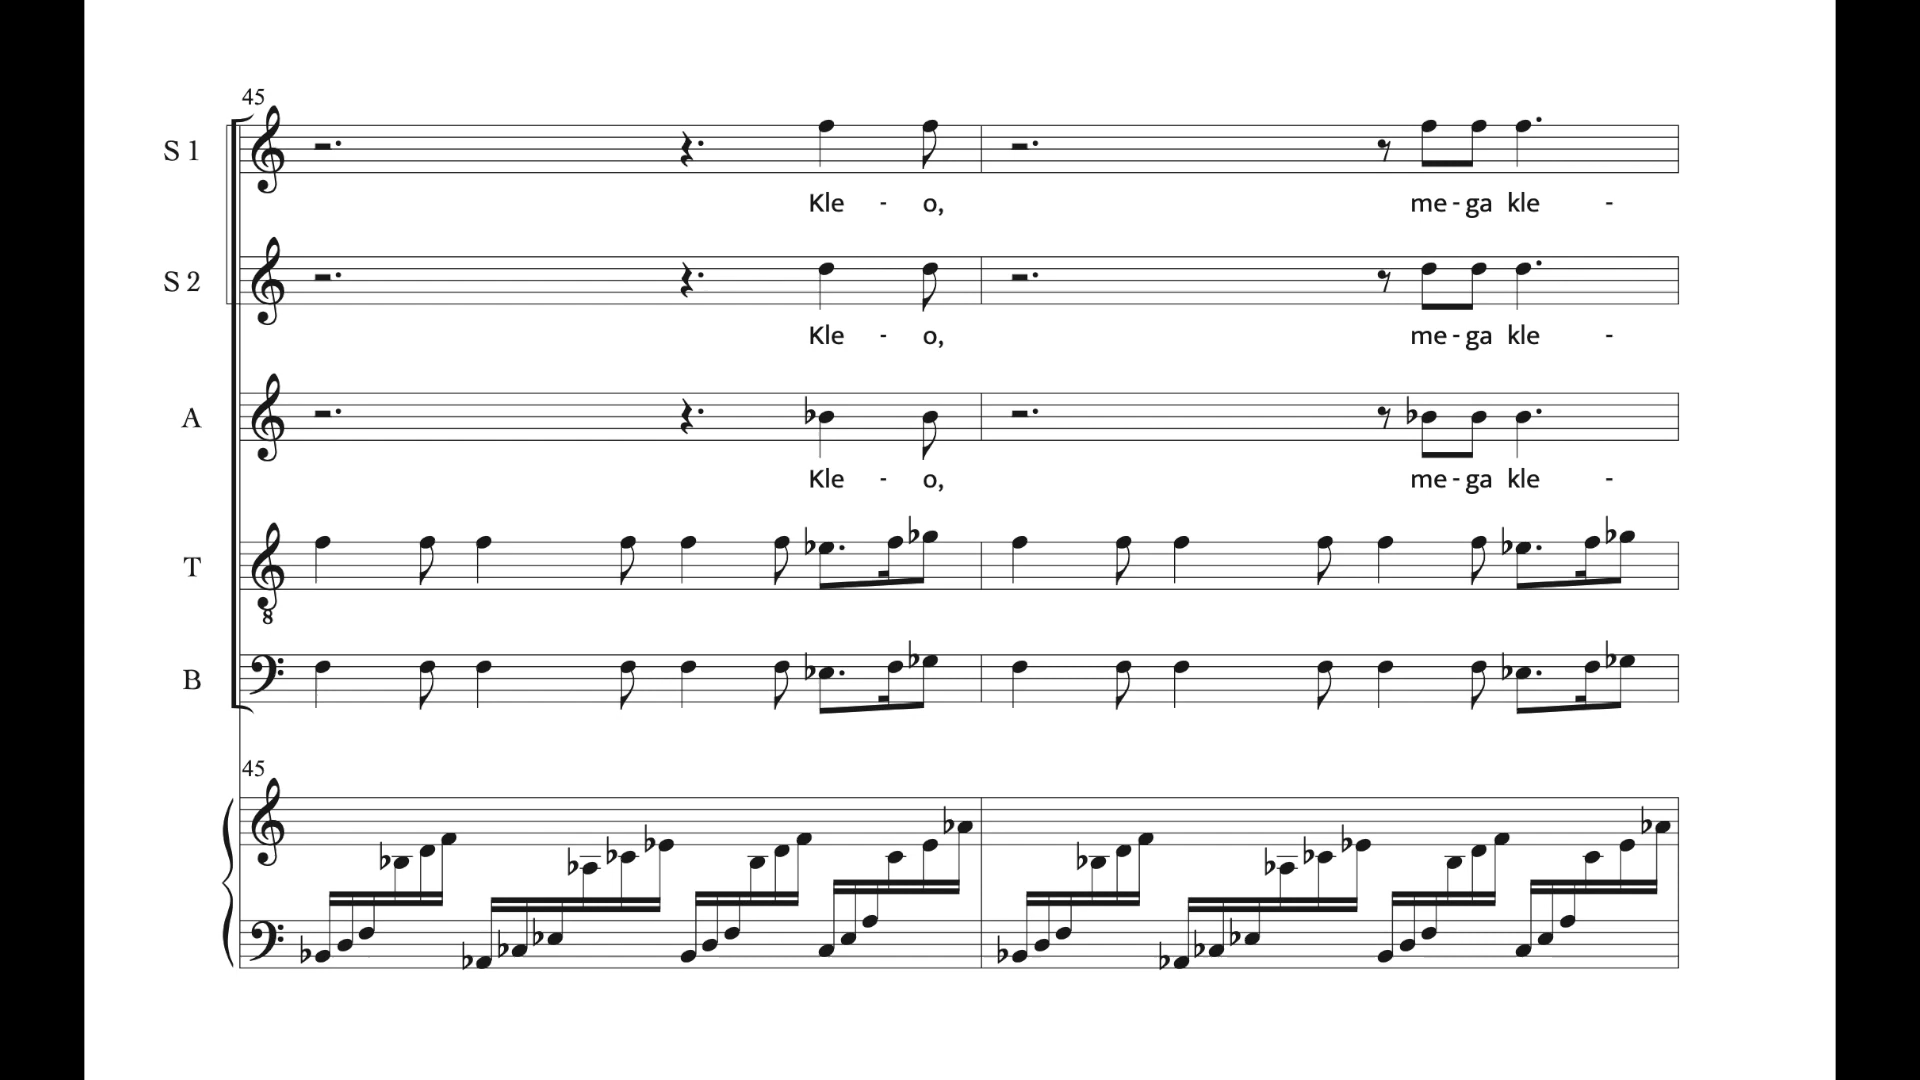 45
S 1
Kle - o, me - ga kle -
S 2
Kle - o, me - ga kle -
A
Kle - o, me - ga kle -
T
8
B
45